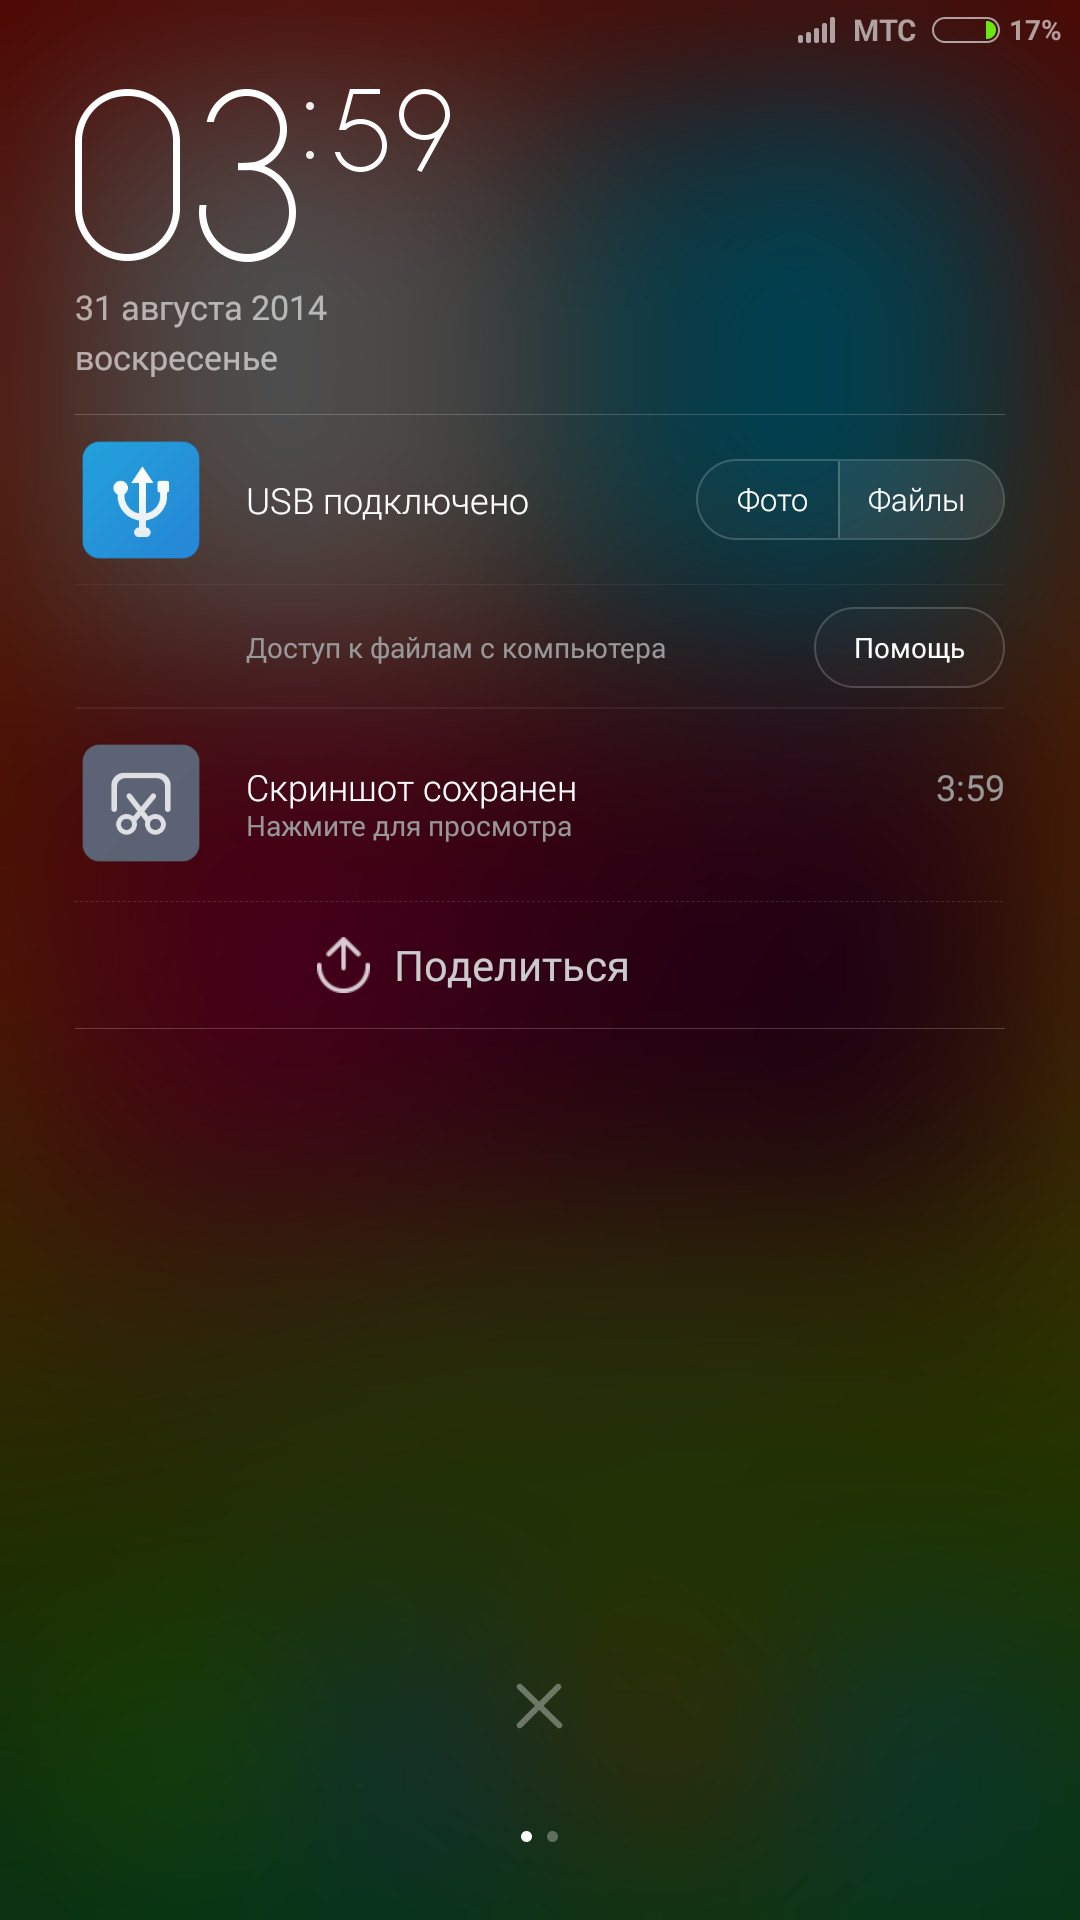 МТС 17%
03:59
31 августа 2014
воскресенье
USB подключено Фото Файлы
Доступ к файлам с компьютера Помощь
Скриншот сохранен 3:59
Нажмите для просмотра
Поделиться